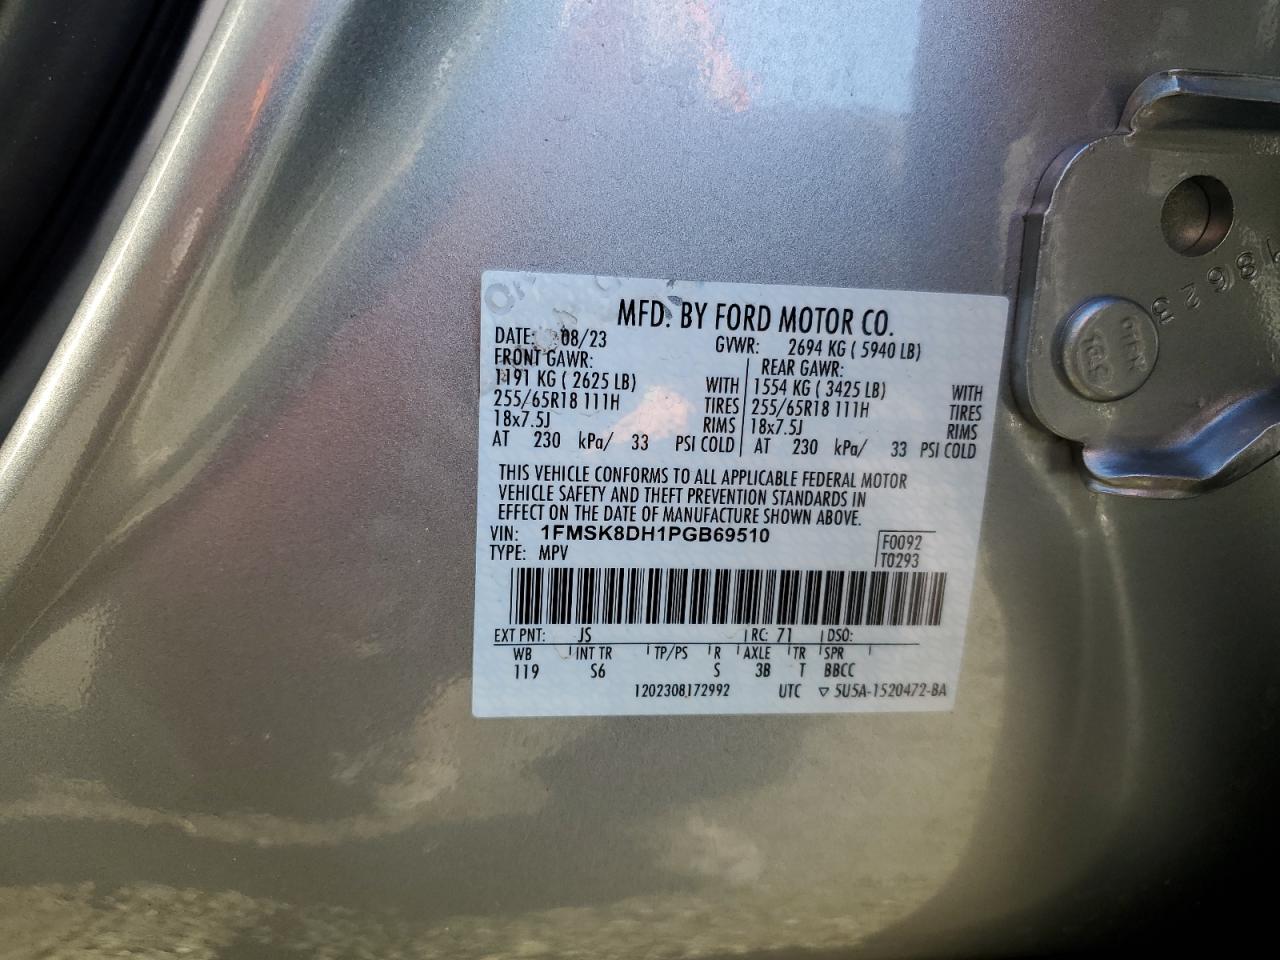 MFD. BY FORD MOTOR CO.
DATE: 08/23 GVWR: 2694 KG ( 5940 LB)
FRONT GAWR: REAR GAWR:
1191 KG ( 2625 LB) WITH 1554 KG ( 3425 LB) WITH
255/65R18 111H TIRES 255/65R18 111H TIRES
18x7.5J RIMS 18x7.5J RIMS
AT 230 kPa/ 33 PSI COLD AT 230 kPa/ 33 PSI COLD
THIS VEHICLE CONFORMS TO ALL APPLICABLE FEDERAL MOTOR
VEHICLE SAFETY AND THEFT PREVENTION STANDARDS IN
EFFECT ON THE DATE OF MANUFACTURE SHOWN ABOVE.
VIN: 1FMSK8DH1PGB69510 F0092
TYPE: MPV T0293
EXT PNT: JS RC: 71 DSO:
WB INT TR TP/PS R AXLE TR SPR
119 S6 S 3B T BBCC
1202308172992 UTC ▽ 5U5A-1520472-BA